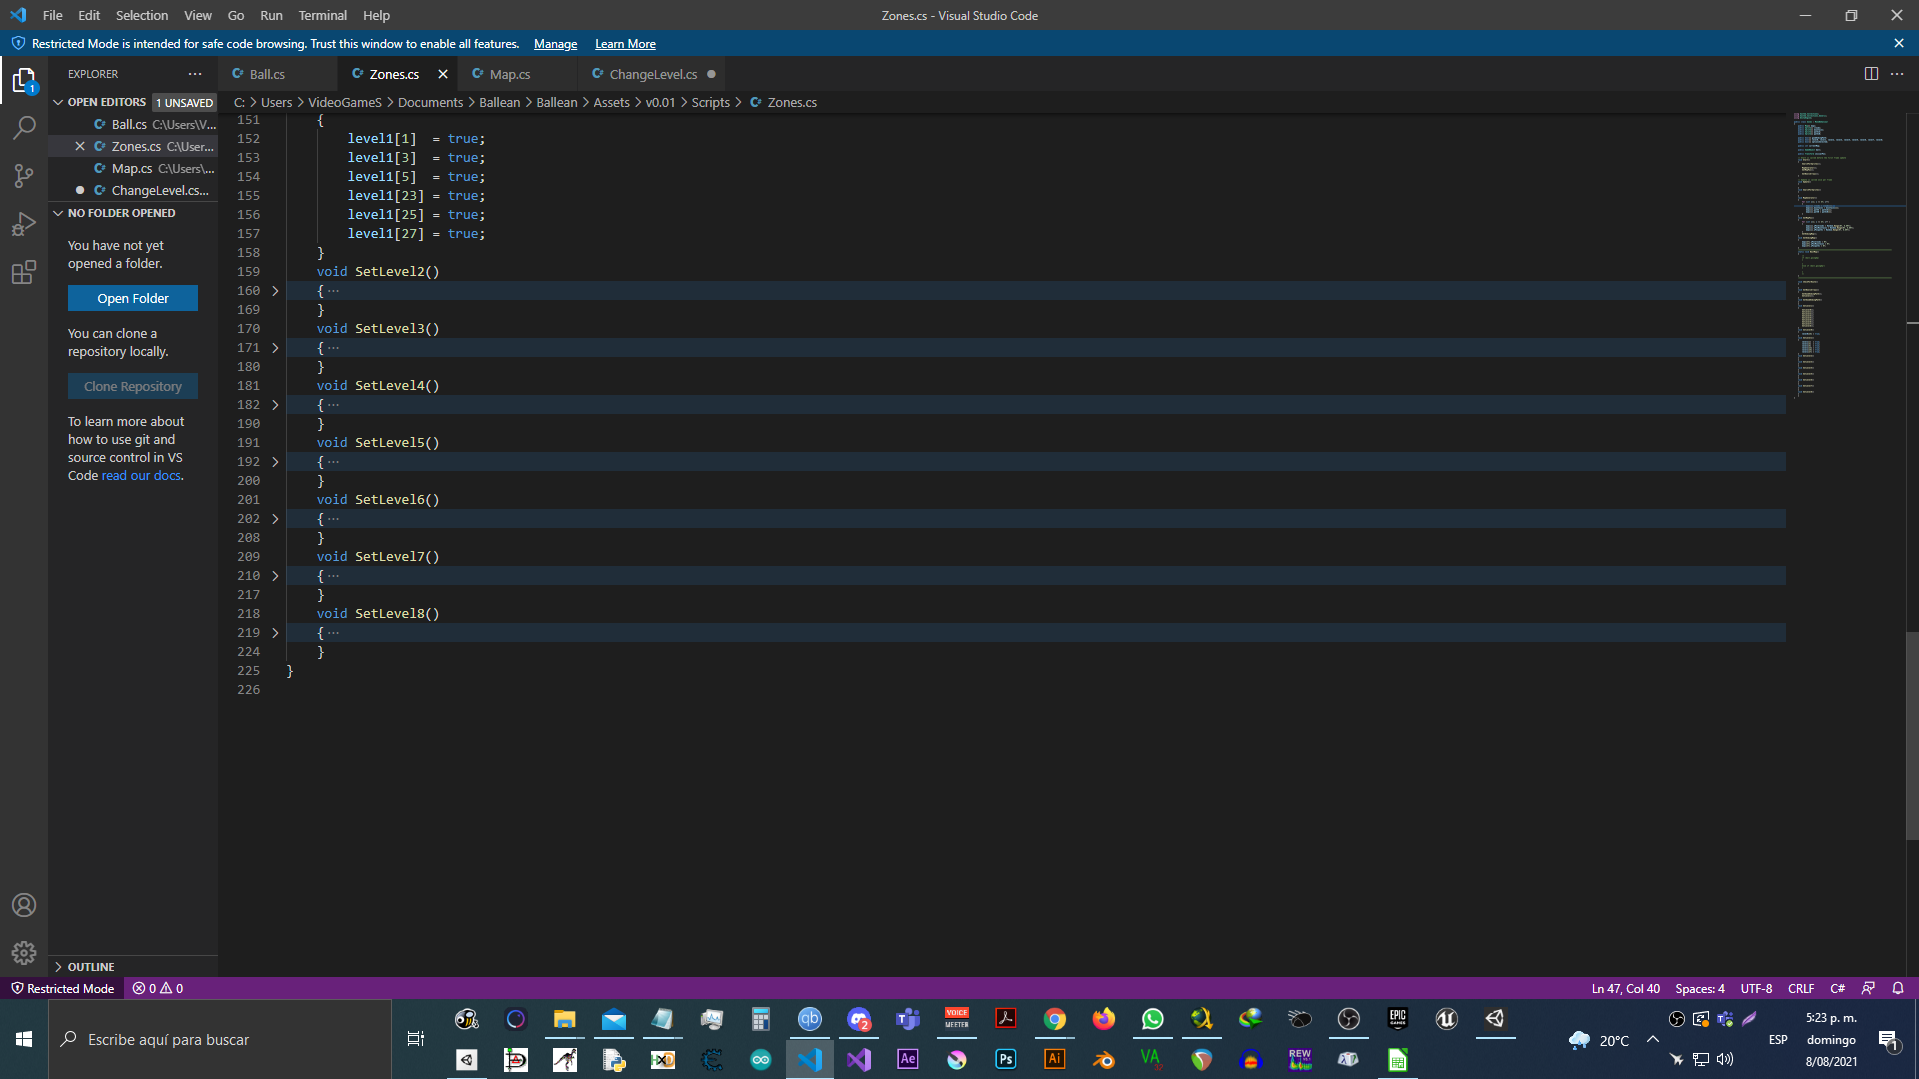 File Edit Selection View Go Run Terminal Help
Zones.cs - Visual Studio Code
Restricted Mode is intended for safe code browsing. Trust this window to enable all features. Manage Learn More
EXPLORER
Ball.cs Zones.cs Map.cs ChangeLevel.cs
OPEN EDITORS 1 UNSAVED
C: > Users > VideoGameS > Documents > Ballean > Ballean > Assets > v0.01 > Scripts > Zones.cs
Ball.cs C:\Users\V...
Zones.cs C:\User...
Map.cs C:\Users\...
ChangeLevel.cs...
NO FOLDER OPENED
You have not yet
opened a folder.
Open Folder
You can clone a
repository locally.
Clone Repository
To learn more about
how to use git and
source control in VS
Code read our docs.
OUTLINE
151 {
152 level1[1] = true;
153 level1[3] = true;
154 level1[5] = true;
155 level1[23] = true;
156 level1[25] = true;
157 level1[27] = true;
158 }
159 void SetLevel2()
160 > { ...
169 }
170 void SetLevel3()
171 > { ...
180 }
181 void SetLevel4()
182 > { ...
190 }
191 void SetLevel5()
192 > { ...
200 }
201 void SetLevel6()
202 > { ...
208 }
209 void SetLevel7()
210 > { ...
217 }
218 void SetLevel8()
219 > { ...
224 }
225 }
226
Restricted Mode 0 0
Ln 47, Col 40 Spaces: 4 UTF-8 CRLF C#
Escribe aquí para buscar
20°C
ESP
5:23 p. m.
domingo
8/08/2021